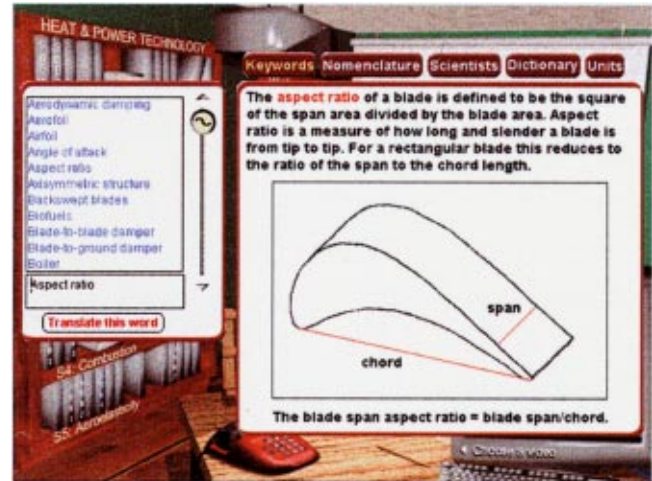 HEAT & POWER TECHNOLOGY
Keywords Nomenclature Scientists Dictionary Units
Aerodynamic damping
Aerofoil
Airfoil
Angle of attack
Aspect ratio
Axisymmetric structure
Backswept blades
Biofuels
Blade-to-blade damper
Blade-to-ground damper
Boiler
Aspect ratio
Translate this word
S4: Combustion
S5: Aeroelasticity
The aspect ratio of a blade is defined to be the square
of the span area divided by the blade area. Aspect
ratio is a measure of how long and slender a blade is
from tip to tip. For a rectangular blade this reduces to
the ratio of the span to the chord length.
span
chord
The blade span aspect ratio = blade span/chord.
Choose a video